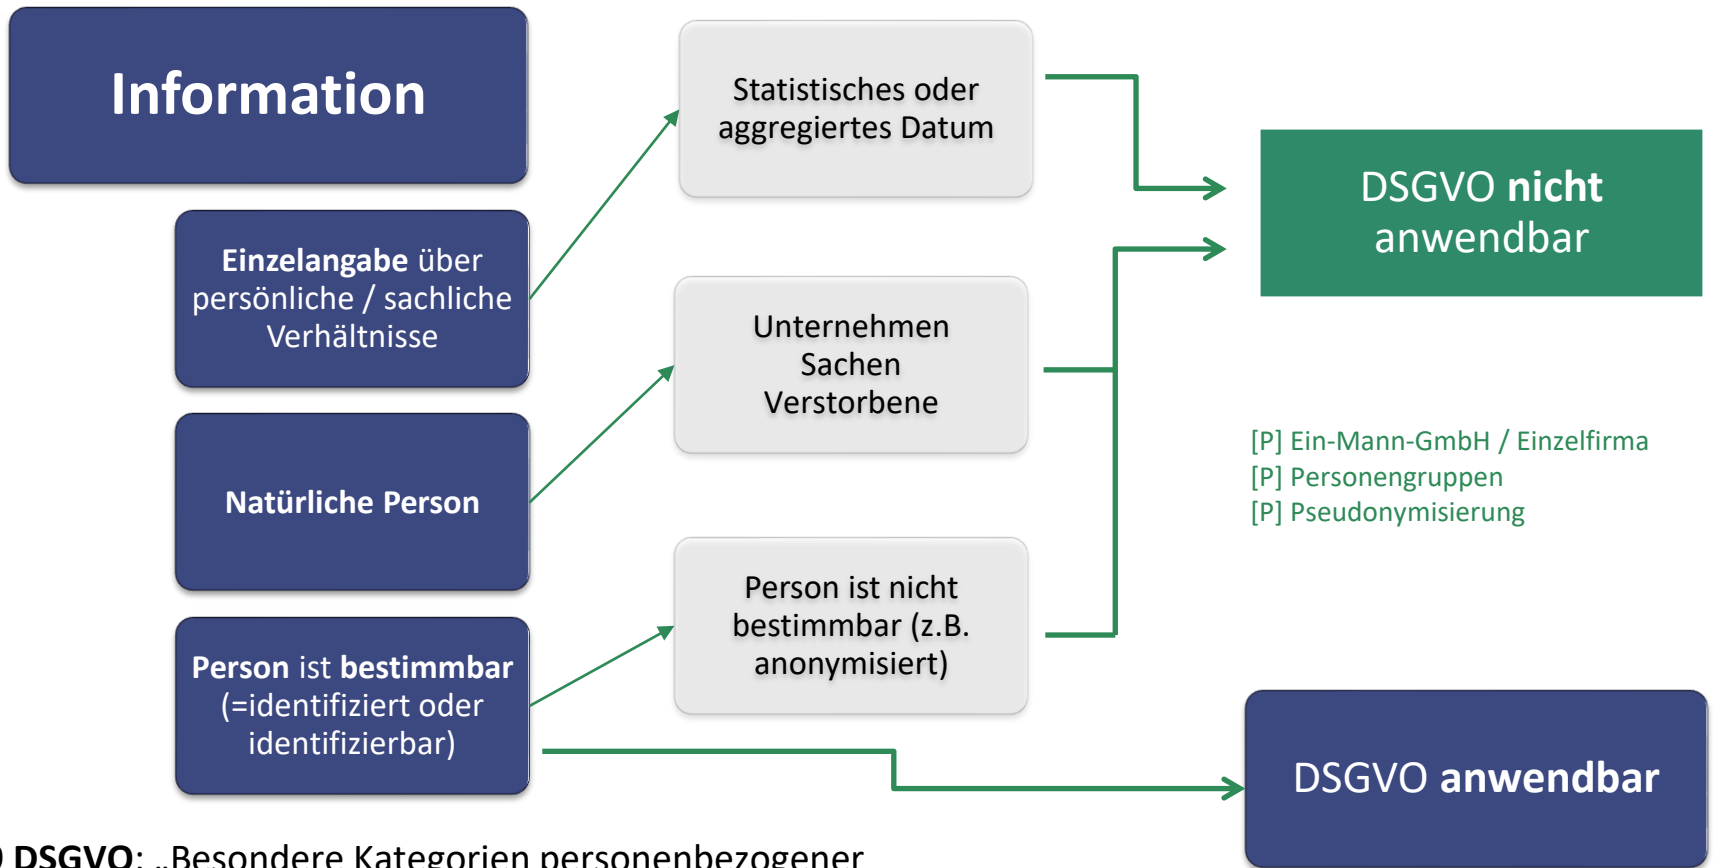 Information
Einzelangabe über
persönliche / sachliche
Verhältnisse
Natürliche Person
Person ist bestimmbar
(=identifiziert oder
identifizierbar)
Statistisches oder
aggregiertes Datum
Unternehmen
Sachen
Verstorbene
Person ist nicht
bestimmbar (z.B.
anonymisiert)
DSGVO nicht
anwendbar
[P] Ein-Mann-GmbH / Einzelfirma
[P] Personengruppen
[P] Pseudonymisierung
DSGVO anwendbar
DSGVO: „Besondere Kategorien personenbezogener